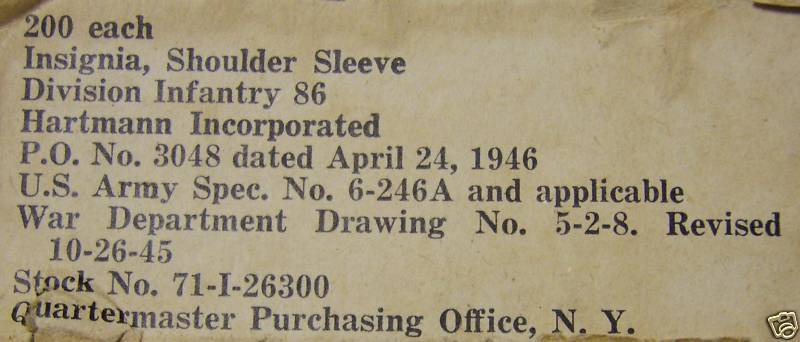 200 each
Insignia, Shoulder Sleeve
Division Infantry 86
Hartmann Incorporated
P.O. No. 3048 dated April 24, 1946
U.S. Army Spec. No. 6-246A and applicable
War Department Drawing No. 5-2-8. Revised
10-26-45
Stock No. 71-I-26300
Quartermaster Purchasing Office, N. Y.